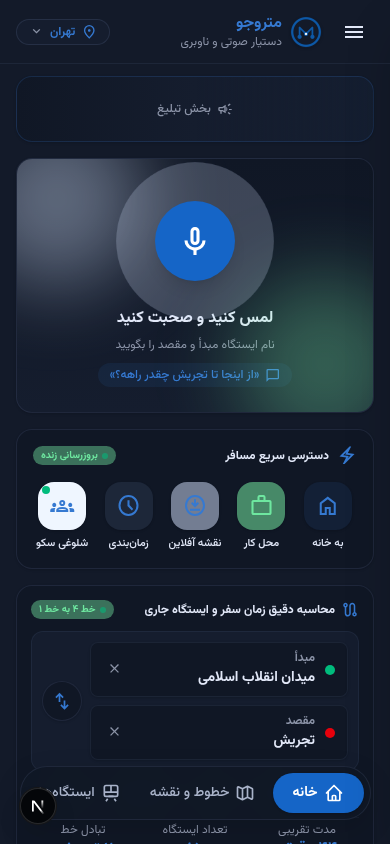 متروجو
دستیار صوتی و ناوبری
تهران
بخش تبلیغ
لمس کنید و صحبت کنید
نام ایستگاه مبدأ و مقصد را بگویید
«از اینجا تا تجریش چقدر راهه؟»
دسترسی سریع مسافر
بروزرسانی زنده
به خانه
محل کار
نقشه آفلاین
زمان‌بندی
شلوغی سکو
محاسبه دقیق زمان سفر و ایستگاه جاری
خط ۴ به خط ۱
مبدأ
میدان انقلاب اسلامی
مقصد
تجریش
خانه
خطوط و نقشه
ایستگاه
N
مدت تقریبی
تعداد ایستگاه
تبادل خط